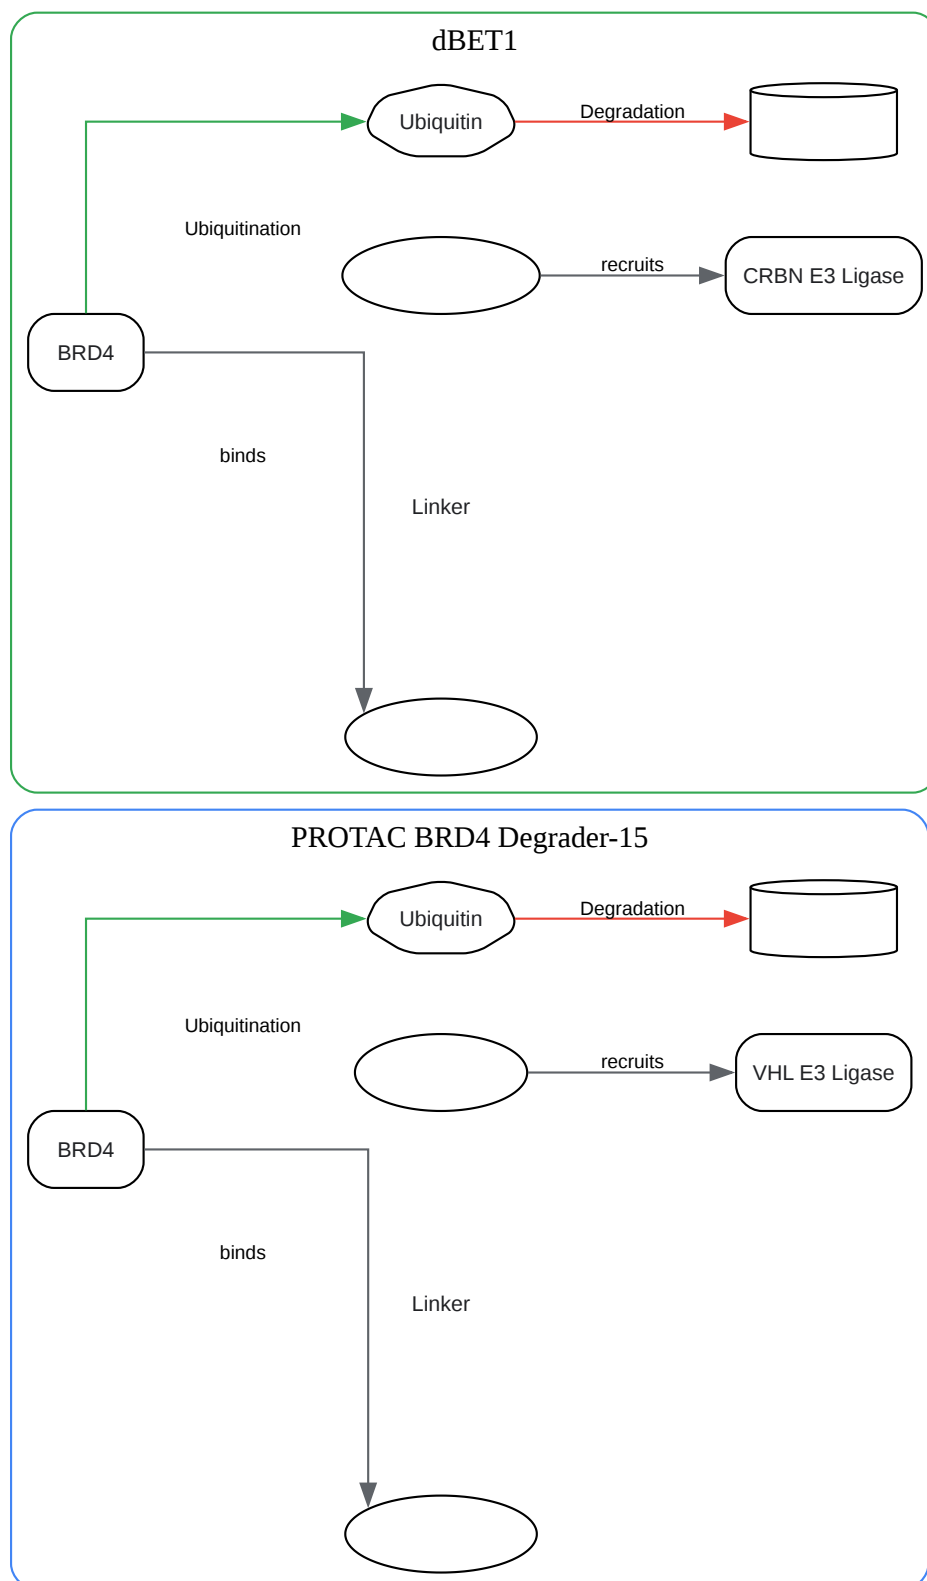 dBET1
Ubiquitin
Degradation
Ubiquitination
recruits
CRBN E3 Ligase
BRD4
binds
Linker
PROTAC BRD4 Degrader-15
Ubiquitin
Degradation
Ubiquitination
recruits
VHL E3 Ligase
BRD4
binds
Linker